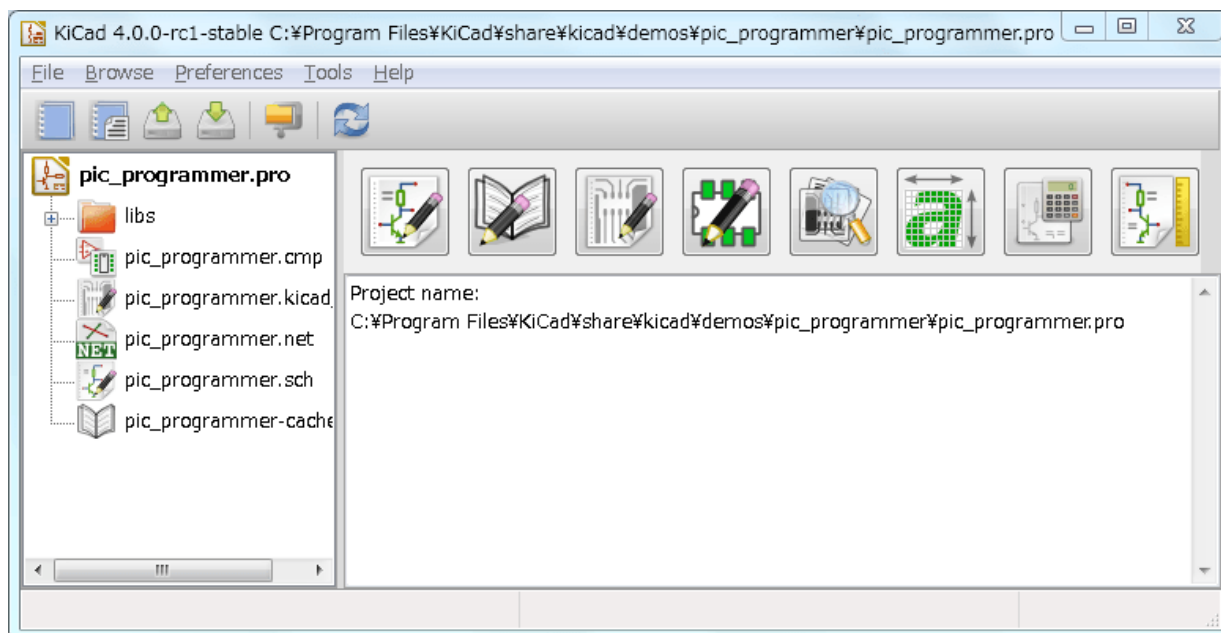 KiCad 4.0.0-rc1-stable C:¥Program Files¥KiCad¥share¥kicad¥demos¥pic_programmer¥pic_programmer.pro
File Browse Preferences Tools Help
pic_programmer.pro
libs
pic_programmer.cmp
pic_programmer.kicad_
NET
pic_programmer.net
pic_programmer.sch
pic_programmer-cache
Project name:
C:¥Program Files¥KiCad¥share¥kicad¥demos¥pic_programmer¥pic_programmer.pro
a